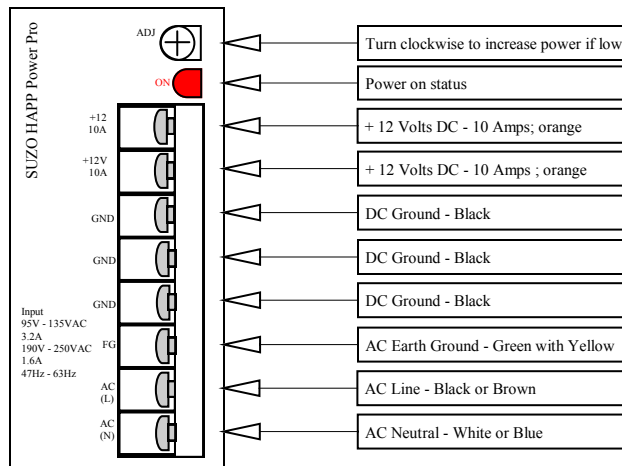 SUZO HAPP Power Pro
ADJ
Turn clockwise to increase power if low
ON
Power on status
+12
10A
+ 12 Volts DC - 10 Amps; orange
+12V
10A
+ 12 Volts DC - 10 Amps ; orange
GND
DC Ground - Black
GND
DC Ground - Black
GND
DC Ground - Black
Input
95V - 135VAC
3.2A
190V - 250VAC
1.6A
47Hz - 63Hz
FG
AC Earth Ground - Green with Yellow
AC
(L)
AC Line - Black or Brown
AC
(N)
AC Neutral - White or Blue